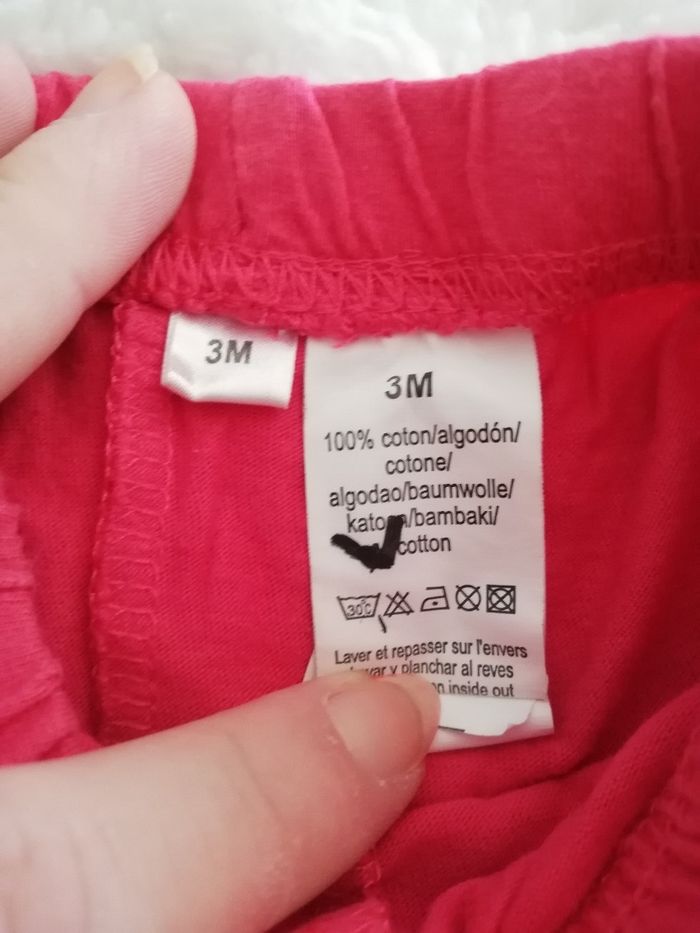 3M
3M
100% coton/algodón/
cotone/
algodao/baumwolle/
/bambaki/
cotton
30°C
Laver et repasser sur l'envers
y planchar al reves
inside out